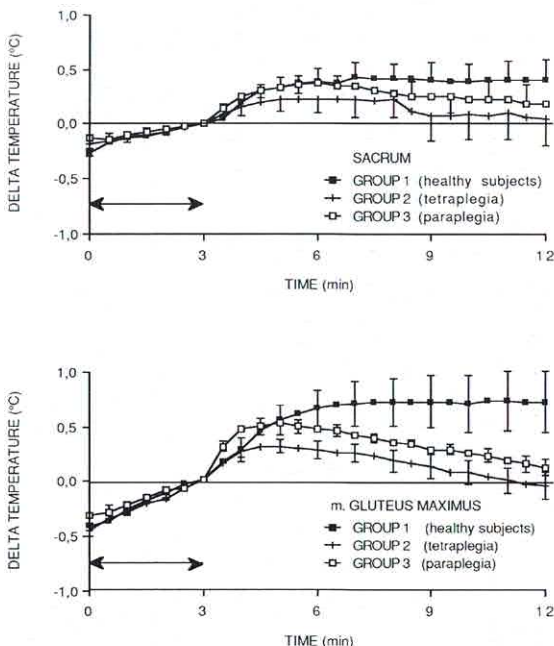 DELTA TEMPERATURE (°C)
1,0
0,5
0,0
-0,5
-1,0
SACRUM
GROUP 1 (healthy subjects)
GROUP 2 (tetraplegia)
GROUP 3 (paraplegia)
0 3 6 9 12
TIME (min)
DELTA TEMPERATURE (°C)
1,0
0,5
0,0
-0,5
-1,0
m. GLUTEUS MAXIMUS
GROUP 1 (healthy subjects)
GROUP 2 (tetraplegia)
GROUP 3 (paraplegia)
0 3 6 9 12
TIME (min)